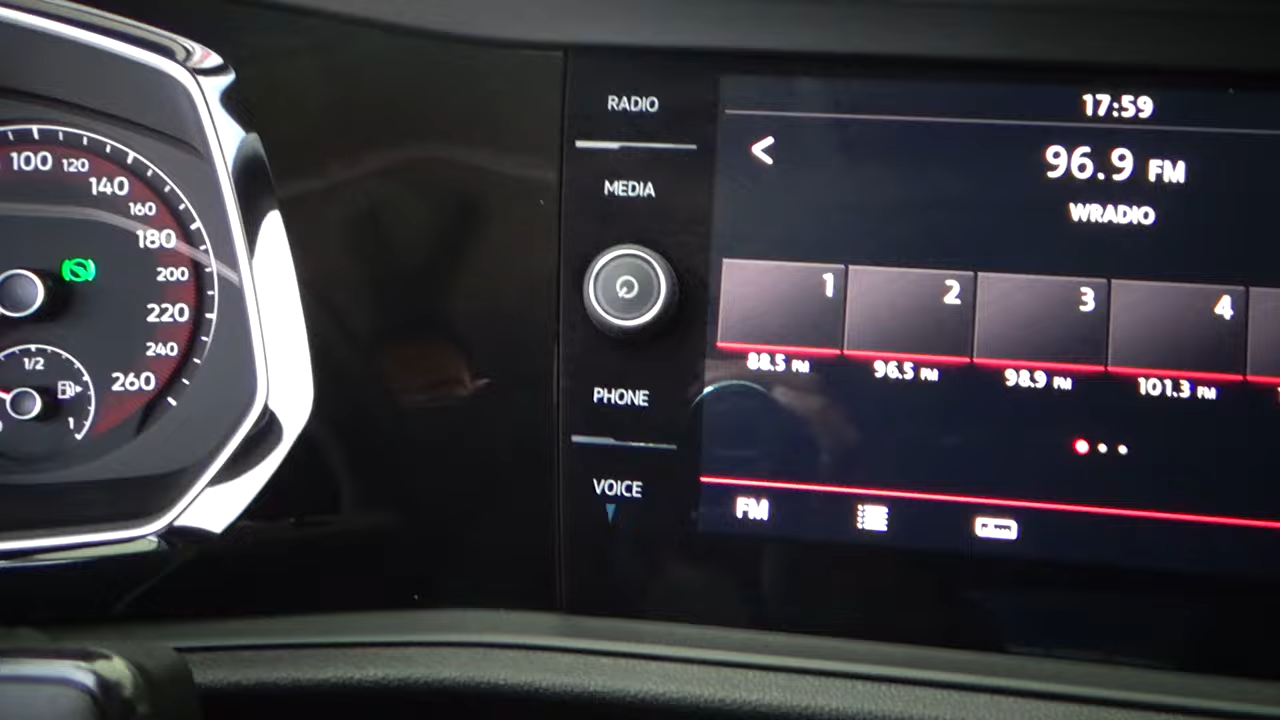 100 120
140
160
180
200
220
240
260
1/2
1
RADIO
MEDIA
PHONE
VOICE
17:59
<
96.9 FM
WRADIO
1 2 3 4
88.5 FM 96.5 FM 98.9 FM 101.3 FM
FM